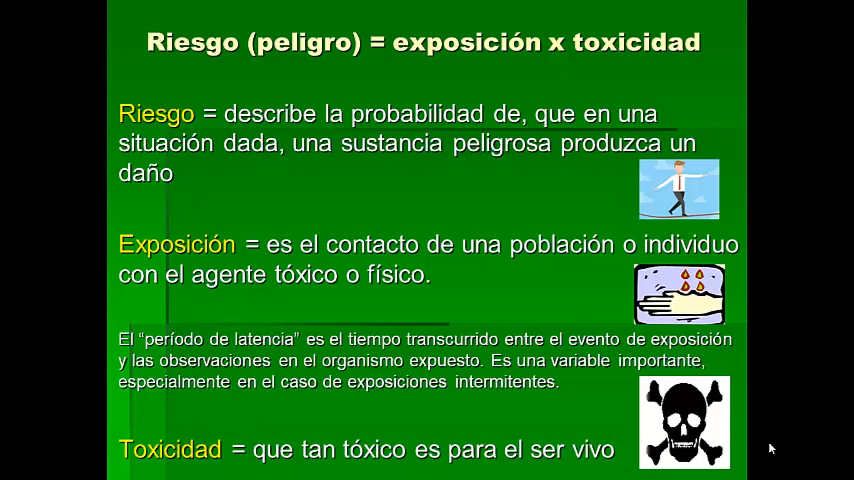 Riesgo (peligro) = exposición x toxicidad
Riesgo = describe la probabilidad de, que en una
situación dada, una sustancia peligrosa produzca un
daño
Exposición = es el contacto de una población o individuo
con el agente tóxico o físico.
El “período de latencia” es el tiempo transcurrido entre el evento de exposición
y las observaciones en el organismo expuesto. Es una variable importante,
especialmente en el caso de exposiciones intermitentes.
Toxicidad = que tan tóxico es para el ser vivo